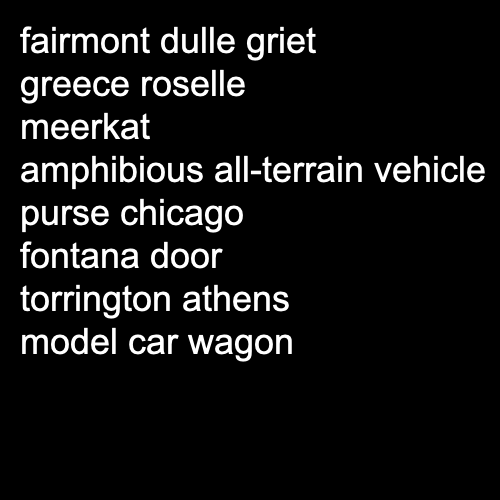 fairmont dulle griet
greece roselle
meerkat
amphibious all-terrain vehicle
purse chicago
fontana door
torrington athens
model car wagon